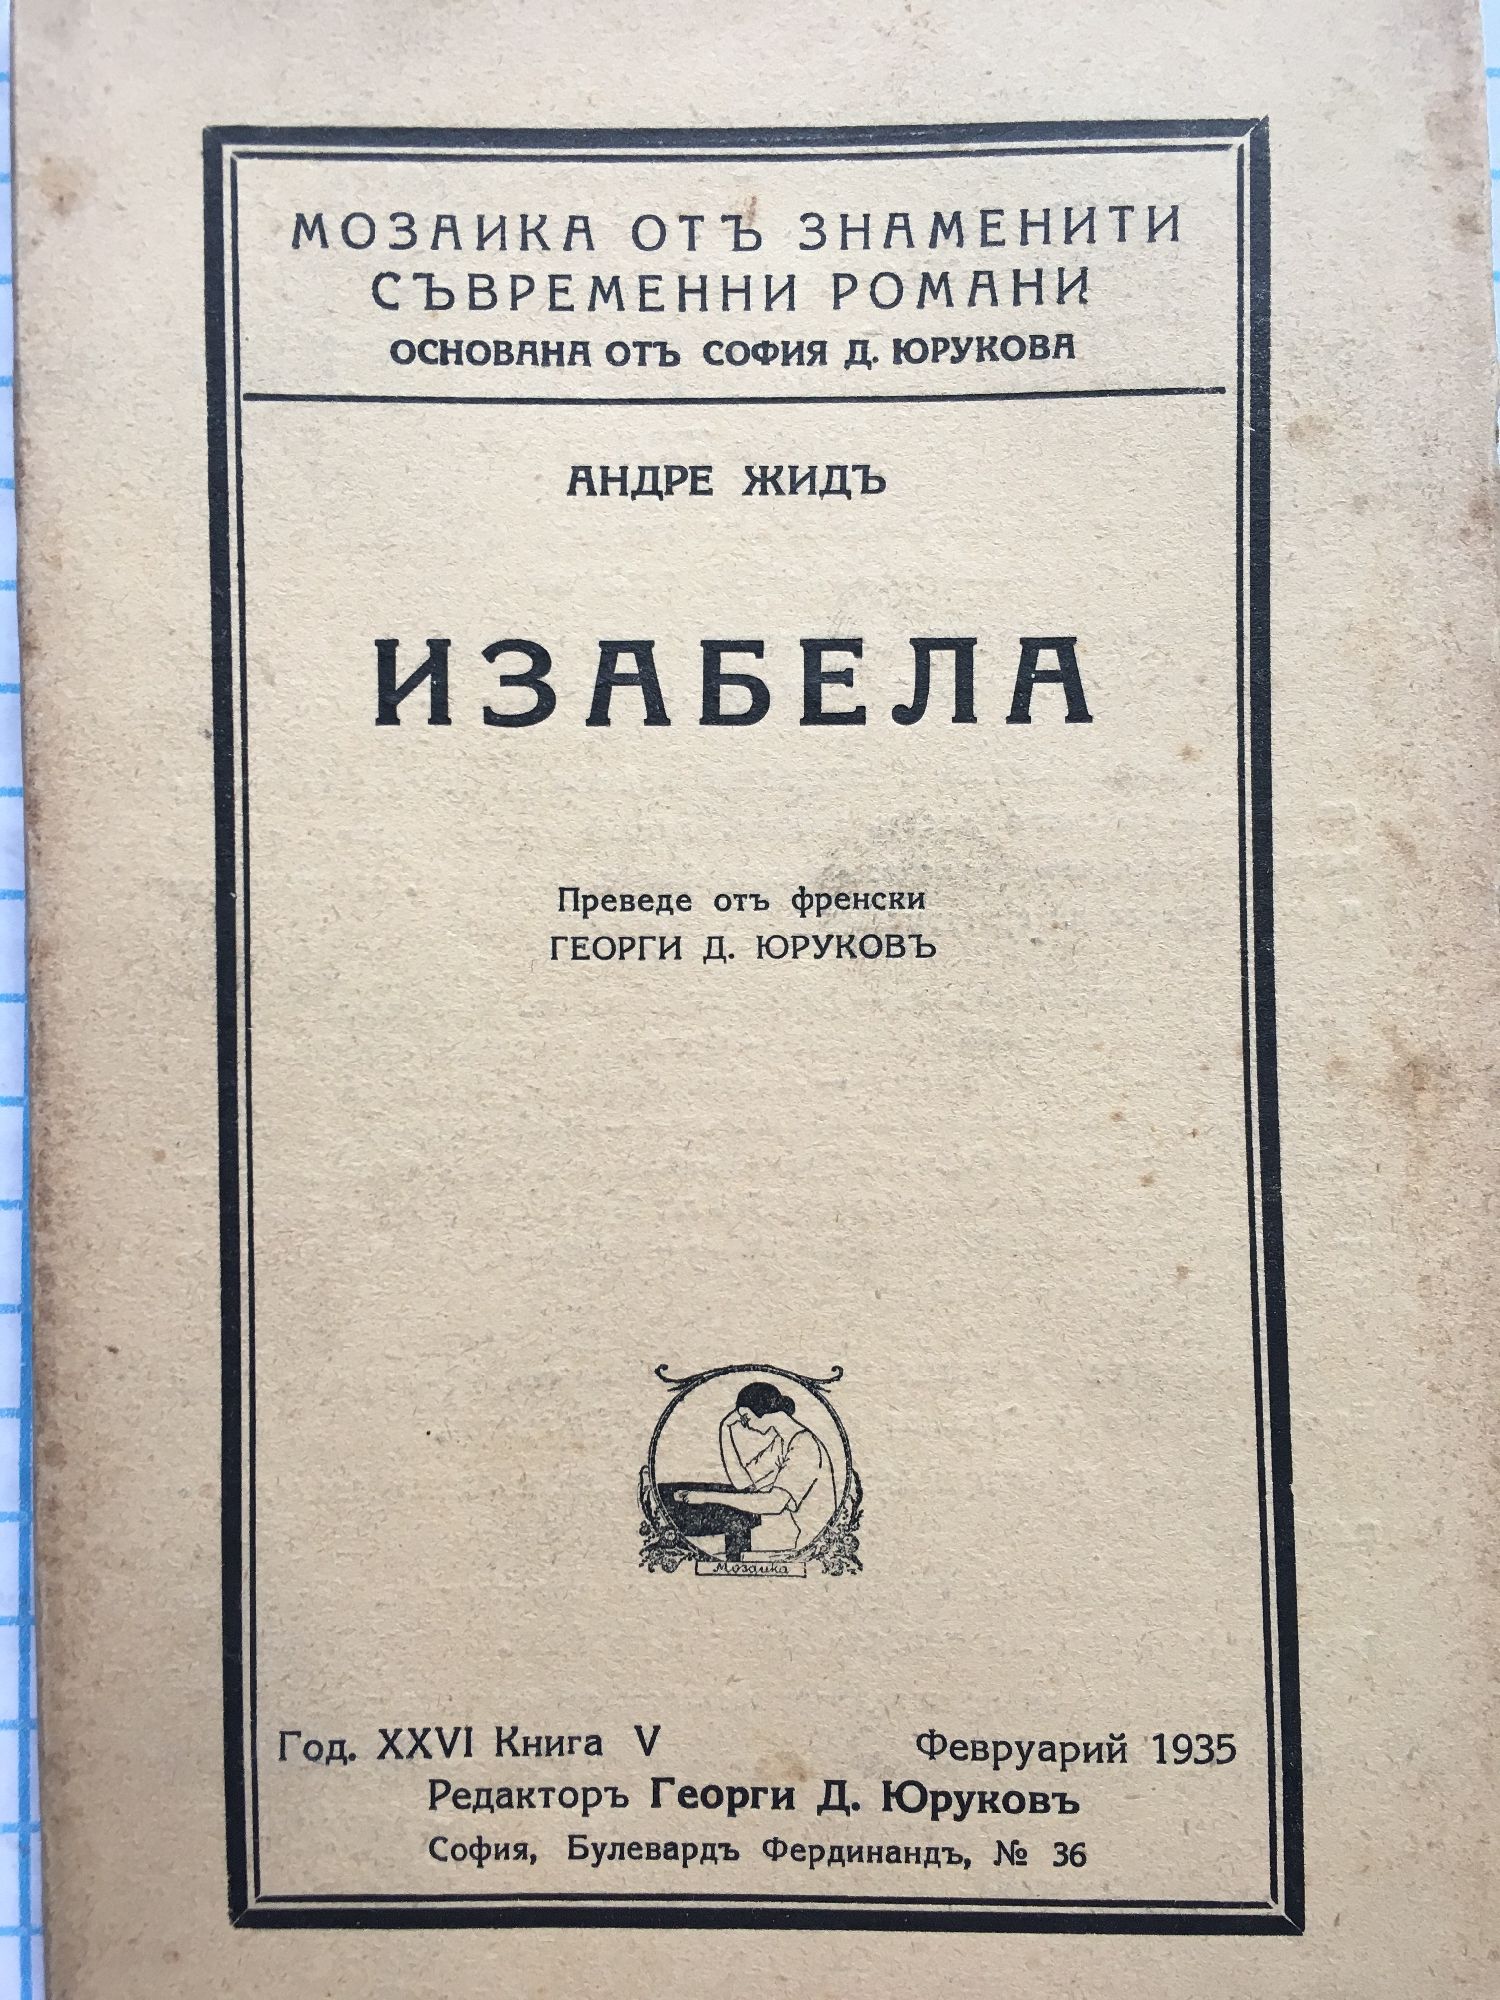 МОЗАИКА ОТЪ ЗНАМЕНИТИ
СЪВРЕМЕННИ РОМАНИ
ОСНОВАНА ОТЪ СОФИЯ Д. ЮРУКОВА
АНДРЕ ЖИДЪ
ИЗАБЕЛА
Преведе отъ френски
ГЕОРГИ Д. ЮРУКОВЪ
Мозаика
Год. XXVI Книга V Февруарий 1935
Редакторъ Георги Д. Юруковъ
София, Булевардъ Фердинандъ, № 36